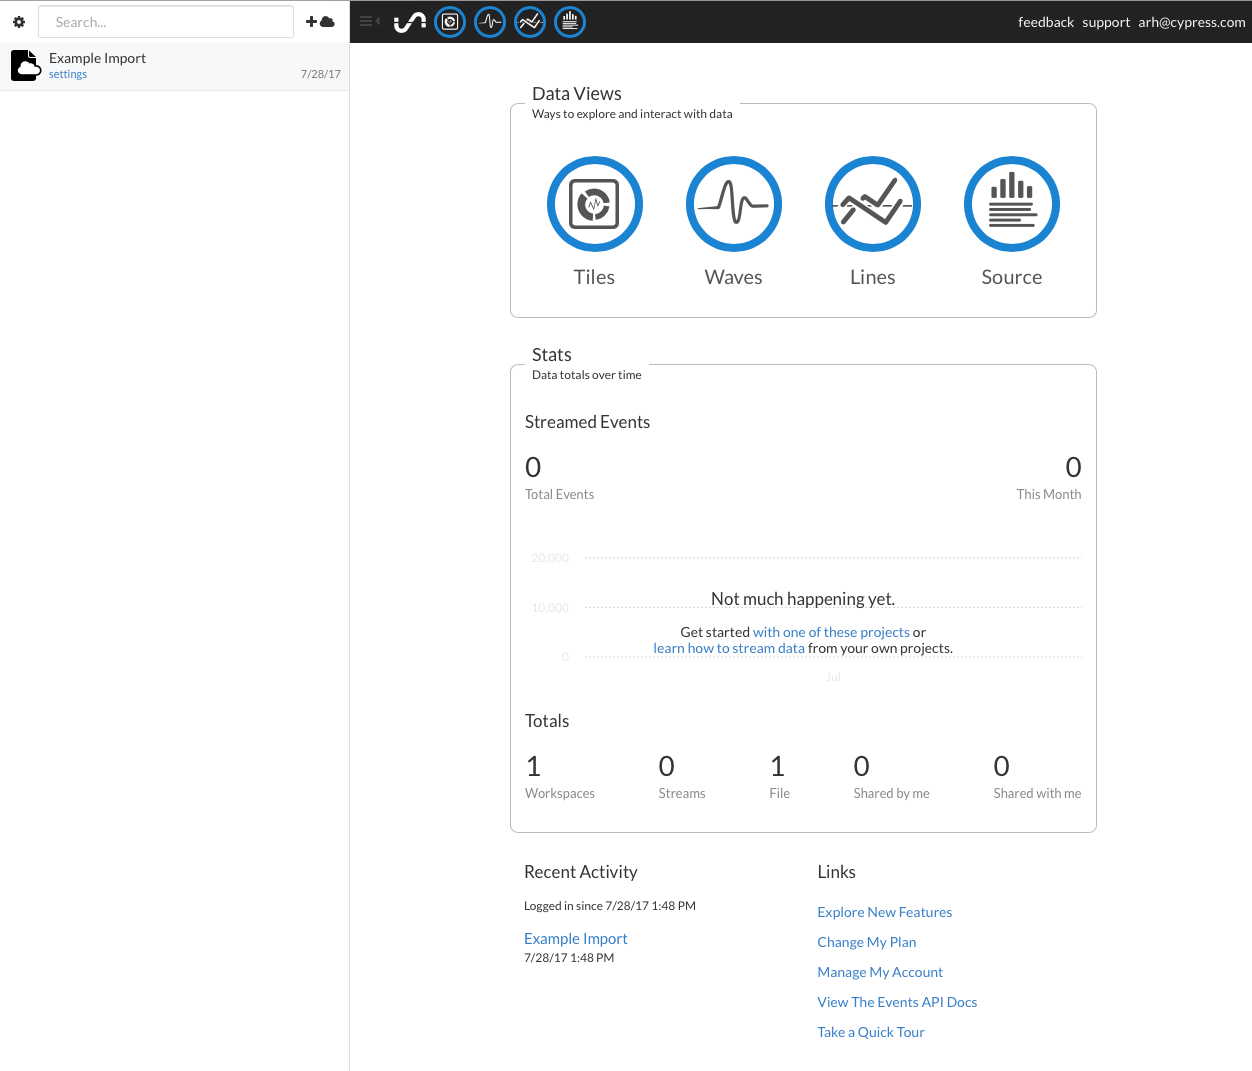 Search...
Example Import
settings
7/28/17
feedback support arh@cypress.com
Data Views
Ways to explore and interact with data
Tiles Waves Lines Source
Stats
Data totals over time
Streamed Events
0 0
Total Events This Month
20,000
10,000
0
Not much happening yet.
Get started with one of these projects or
learn how to stream data from your own projects.
Jul
Totals
1 0 1 0 0
Workspaces Streams File Shared by me Shared with me
Recent Activity
Logged in since 7/28/17 1:48 PM
Example Import
7/28/17 1:48 PM
Links
Explore New Features
Change My Plan
Manage My Account
View The Events API Docs
Take a Quick Tour